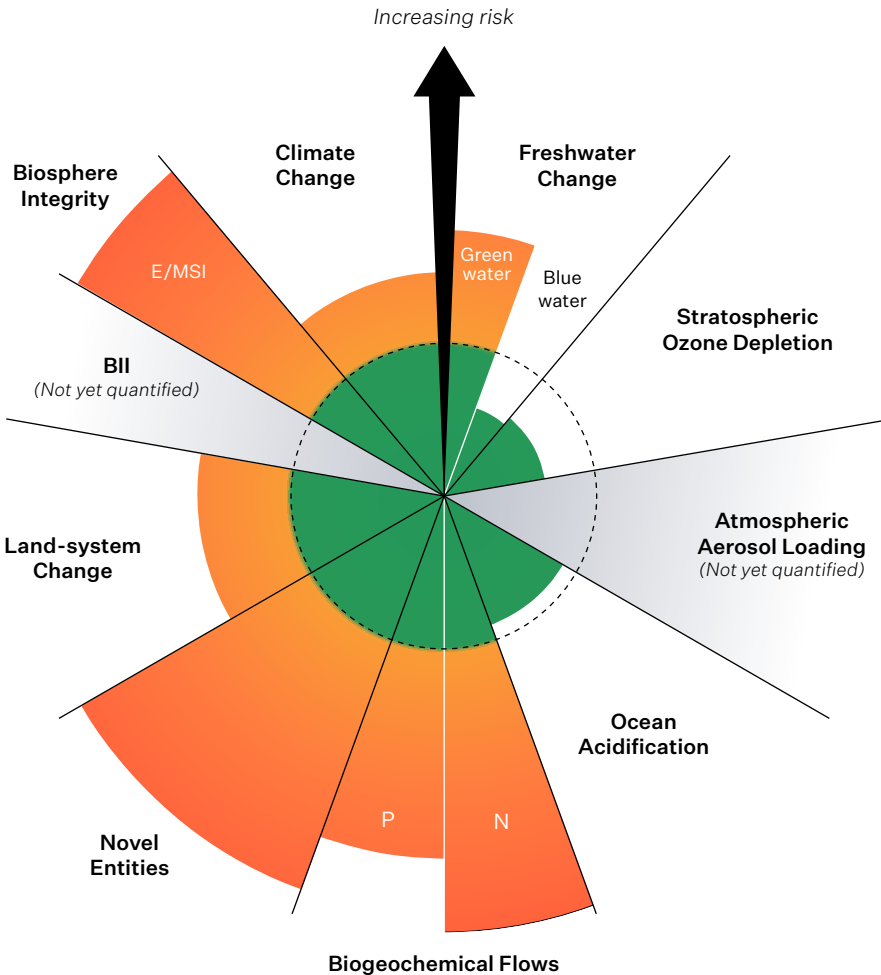 Increasing risk
Climate
Change
Freshwater
Change
Biosphere
Integrity
Green
water
E/MSI
Blue
water
Stratospheric
Ozone Depletion
BII
(Not yet quantified)
Land-system
Change
Atmospheric
Aerosol Loading
(Not yet quantified)
Ocean
Acidification
P
N
Novel
Entities
Biogeochemical Flows